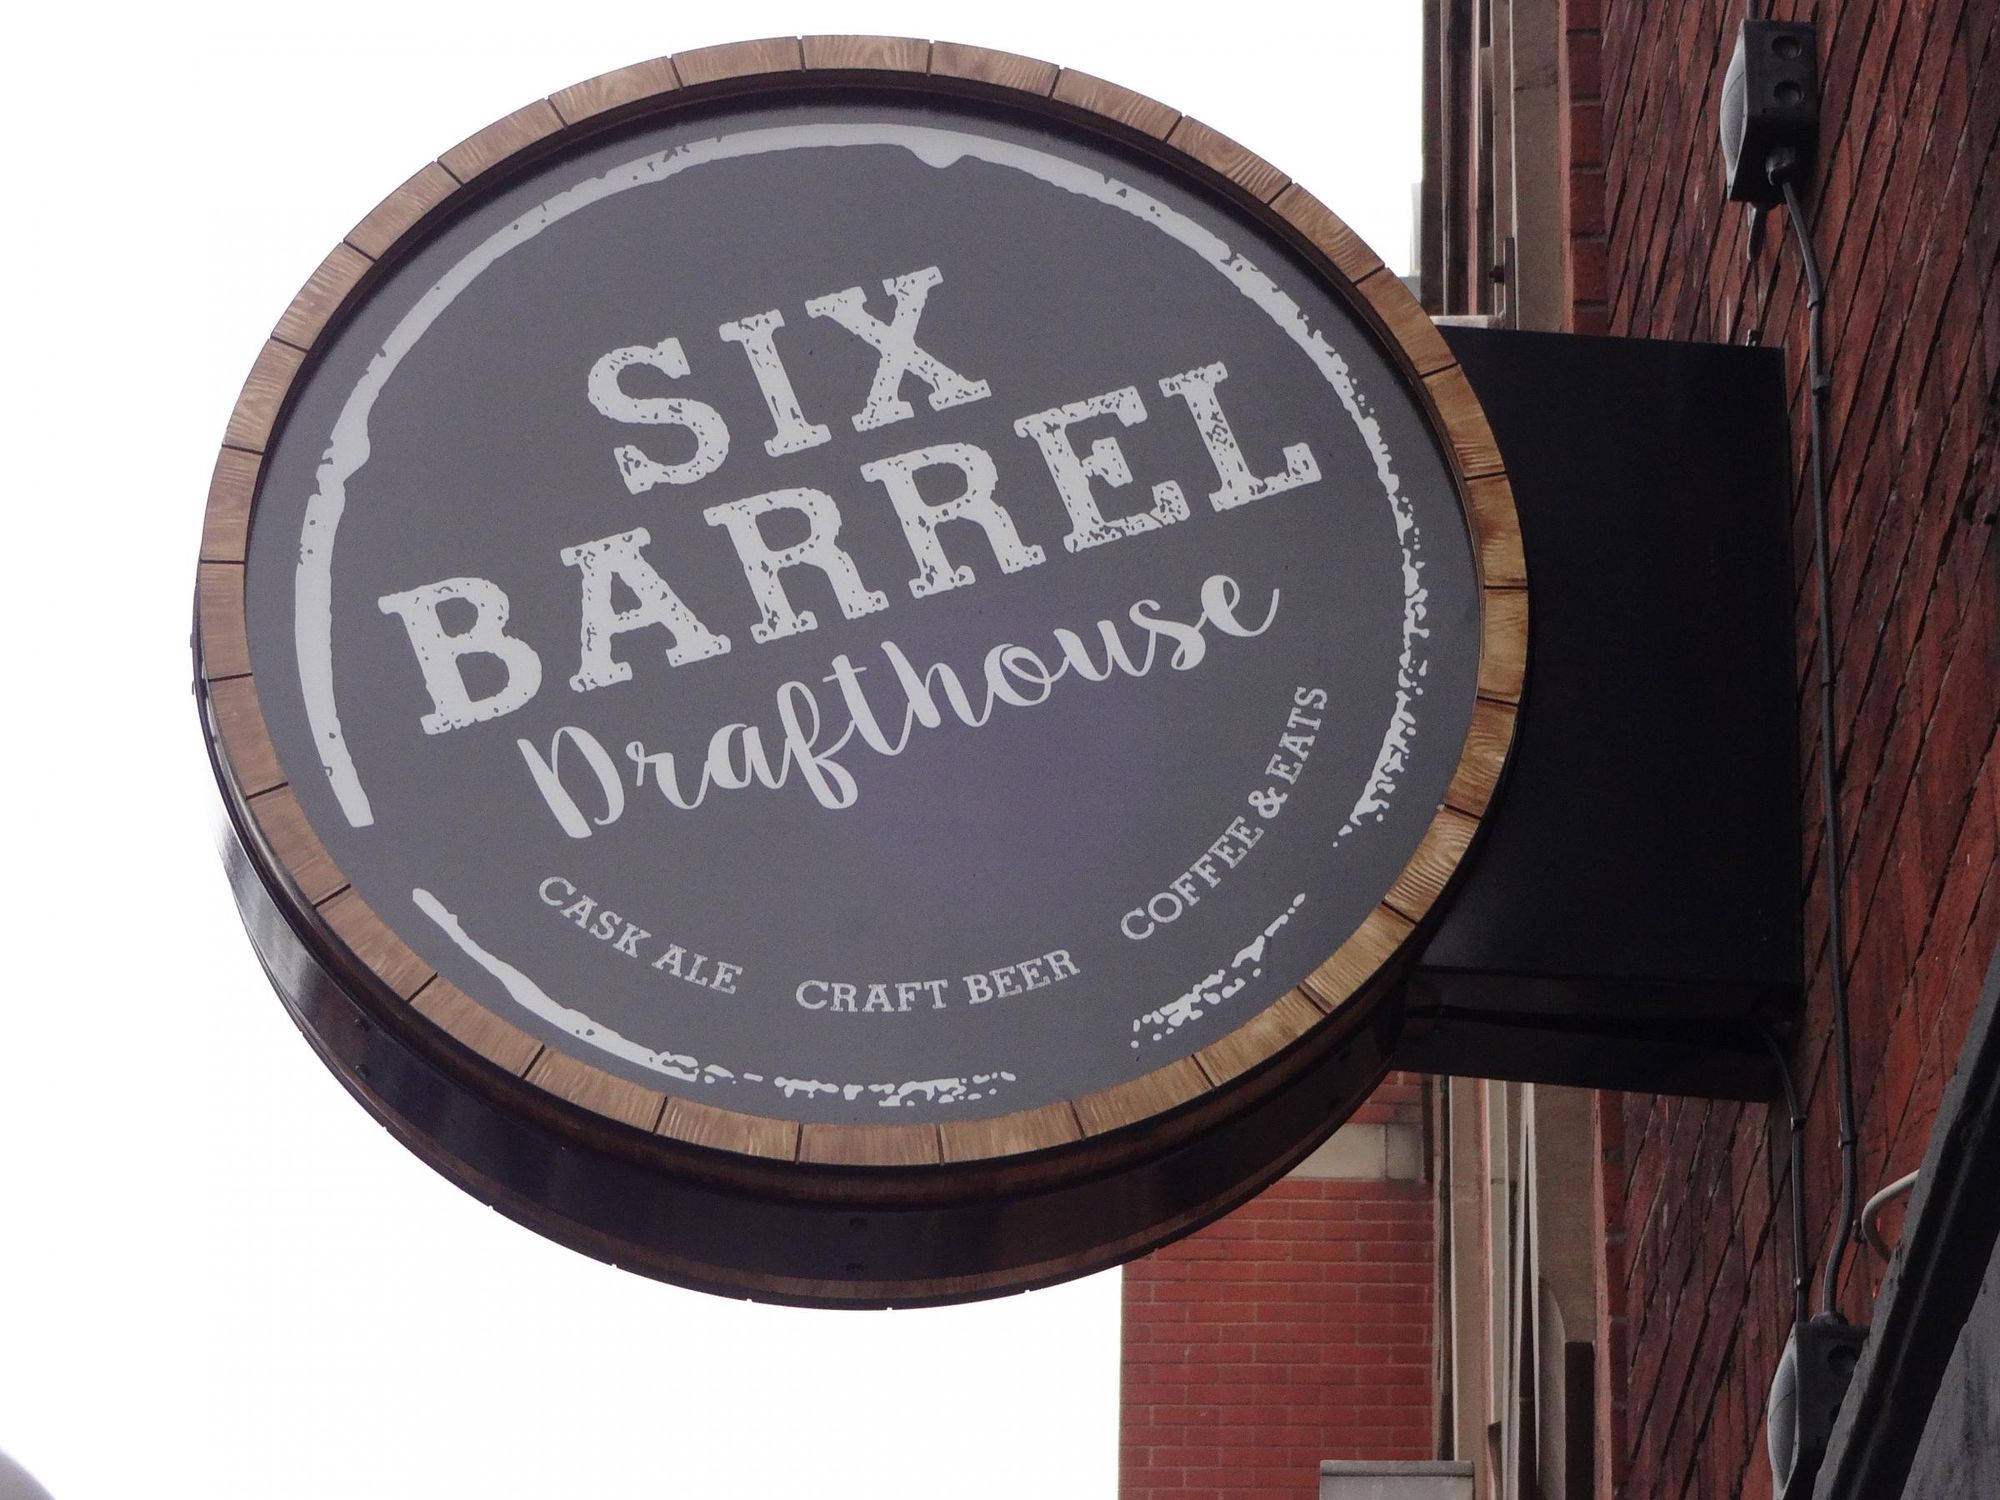 SIX
BARREL
Drafthouse
CASK ALE CRAFT BEER COFFEE & EATS